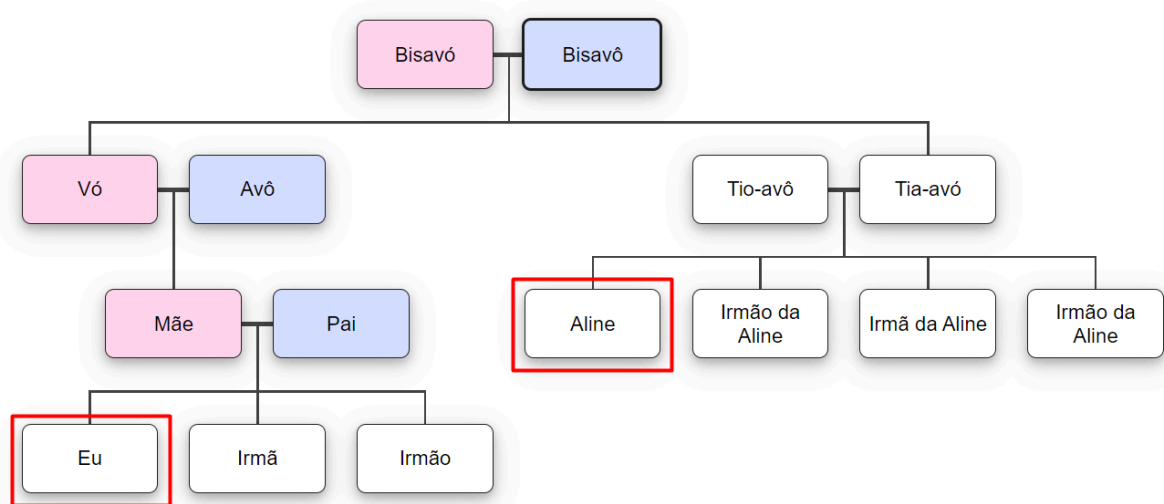 Bisavó
Bisavô
Vó
Avô
Tio-avô
Tia-avó
Mãe
Pai
Aline
Irmão da
Aline
Irmã da Aline
Irmão da
Aline
Eu
Irmã
Irmão